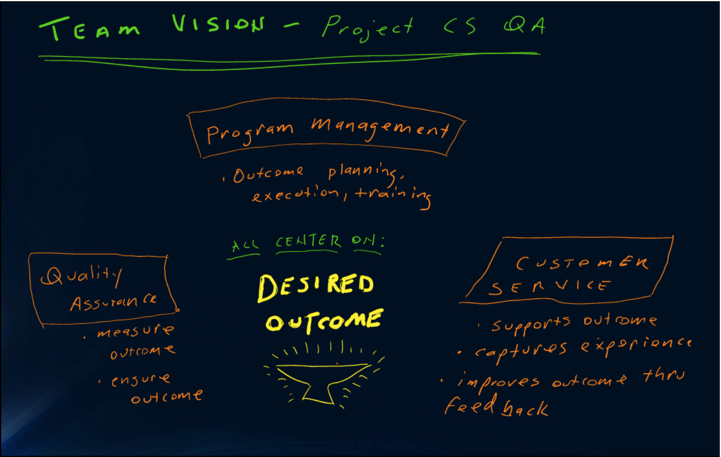 TEAM VISION - Project CS QA
Program Management
• Outcome planning,
execution, training
ALL CENTER ON:
DESIRED
OUTCOME
Quality
Assurance
• measure
outcome
• ensure
outcome
CUSTOMER
SERVICE
• supports outcome
• captures experience
• improves outcome thru
feedback